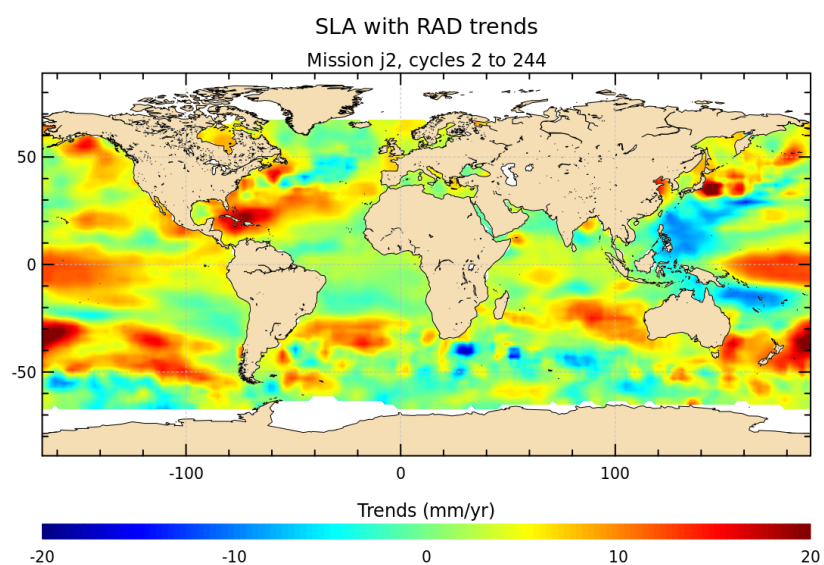 SLA with RAD trends
Mission j2, cycles 2 to 244
50
0
-50
-100 0 100
Trends (mm/yr)
-20 -10 0 10 20